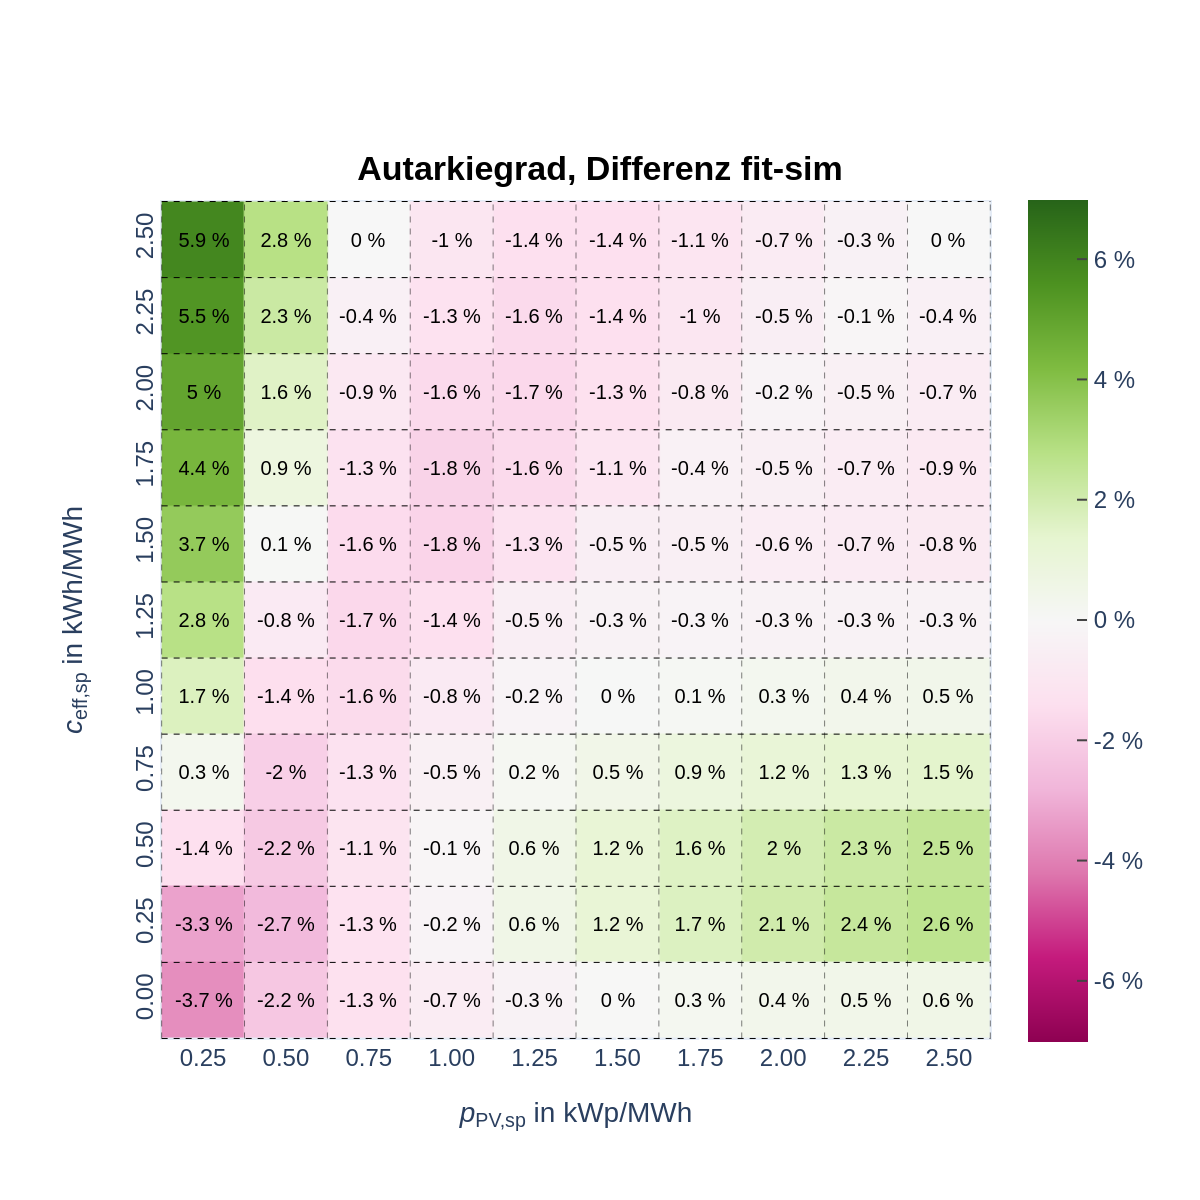 Autarkiegrad, Differenz fit-sim
2.50 5.9 % 2.8 % 0 % -1 % -1.4 % -1.4 % -1.1 % -0.7 % -0.3 % 0 %
2.25 5.5 % 2.3 % -0.4 % -1.3 % -1.6 % -1.4 % -1 % -0.5 % -0.1 % -0.4 %
2.00 5 % 1.6 % -0.9 % -1.6 % -1.7 % -1.3 % -0.8 % -0.2 % -0.5 % -0.7 %
1.75 4.4 % 0.9 % -1.3 % -1.8 % -1.6 % -1.1 % -0.4 % -0.5 % -0.7 % -0.9 %
1.50 3.7 % 0.1 % -1.6 % -1.8 % -1.3 % -0.5 % -0.5 % -0.6 % -0.7 % -0.8 %
1.25 2.8 % -0.8 % -1.7 % -1.4 % -0.5 % -0.3 % -0.3 % -0.3 % -0.3 % -0.3 %
1.00 1.7 % -1.4 % -1.6 % -0.8 % -0.2 % 0 % 0.1 % 0.3 % 0.4 % 0.5 %
0.75 0.3 % -2 % -1.3 % -0.5 % 0.2 % 0.5 % 0.9 % 1.2 % 1.3 % 1.5 %
0.50 -1.4 % -2.2 % -1.1 % -0.1 % 0.6 % 1.2 % 1.6 % 2 % 2.3 % 2.5 %
0.25 -3.3 % -2.7 % -1.3 % -0.2 % 0.6 % 1.2 % 1.7 % 2.1 % 2.4 % 2.6 %
0.00 -3.7 % -2.2 % -1.3 % -0.7 % -0.3 % 0 % 0.3 % 0.4 % 0.5 % 0.6 %
0.25 0.50 0.75 1.00 1.25 1.50 1.75 2.00 2.25 2.50
pPV,sp in kWp/MWh
ceff,sp in kWh/MWh
6 %
4 %
2 %
0 %
-2 %
-4 %
-6 %